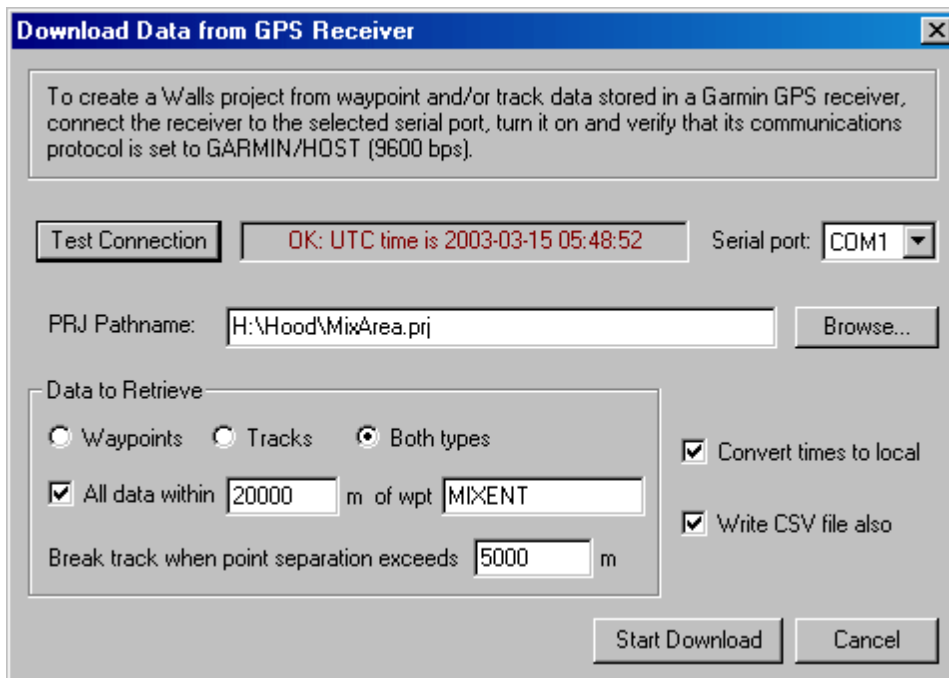 Download Data from GPS Receiver
To create a Walls project from waypoint and/or track data stored in a Garmin GPS receiver,
connect the receiver to the selected serial port, turn it on and verify that its communications
protocol is set to GARMIN/HOST (9600 bps).
Test Connection OK: UTC time is 2003-03-15 05:48:52 Serial port: COM1
PRJ Pathname: H:\Hood\MixArea.prj Browse...
Data to Retrieve
Waypoints Tracks Both types
Convert times to local
All data within 20000 m of wpt MIXENT
Write CSV file also
Break track when point separation exceeds 5000 m
Start Download Cancel